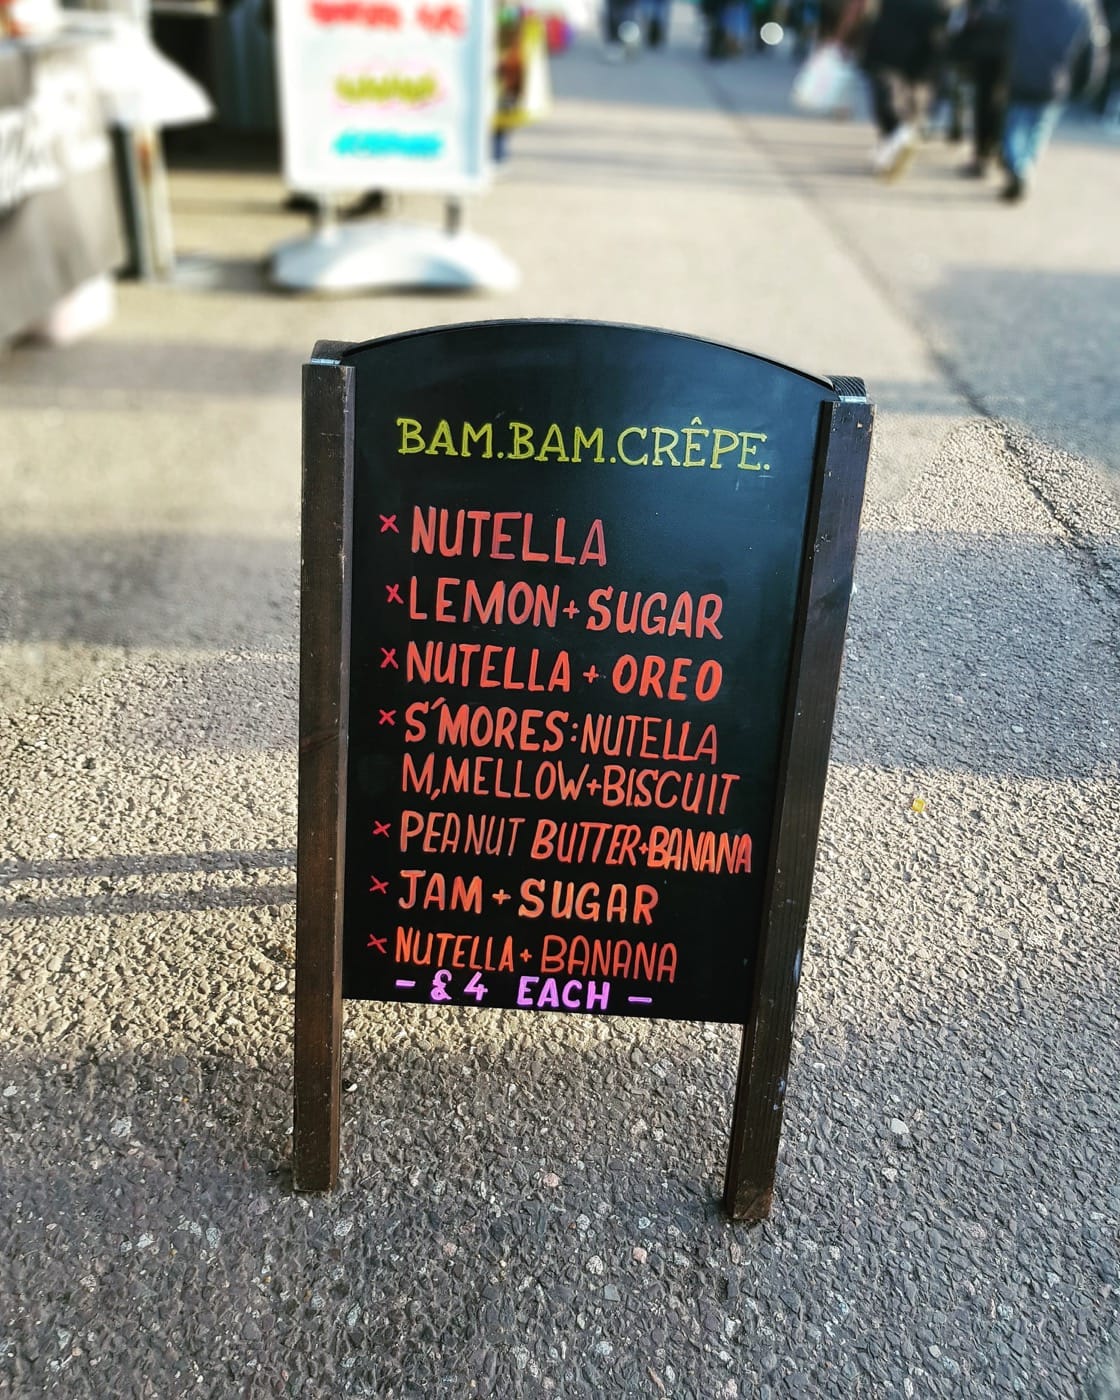 BAM.BAM.CRÊPE.
× NUTELLA
× LEMON + SUGAR
× NUTELLA + OREO
× S'MORES: NUTELLA
M,MELLOW+BISCUIT
× PEANUT BUTTER+BANANA
× JAM + SUGAR
× NUTELLA + BANANA
- £4 EACH -